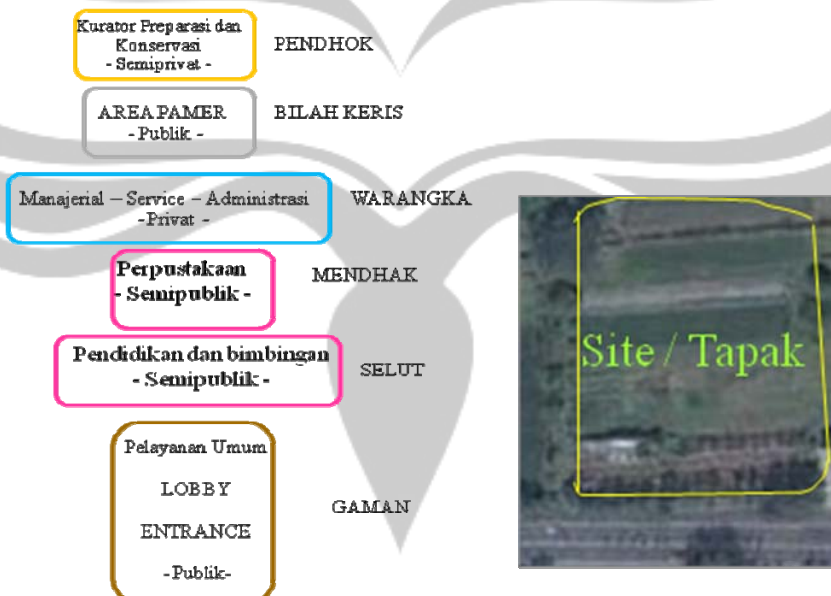 Kurator Preparasi dan
Konservasi
- Semiprivat -
PENDHOK
AREA PAMER
- Publik -
BILAH KERIS
Manajerial – Service – Administrasi
-Privat -
WARANGKA
Perpustakaan
- Semipublik -
MENDHAK
Pendidikan dan bimbingan
- Semipublik -
SELUT
Pelayanan Umum
LOBBY
ENTRANCE
-Publik-
GAMAN
Site / Tapak